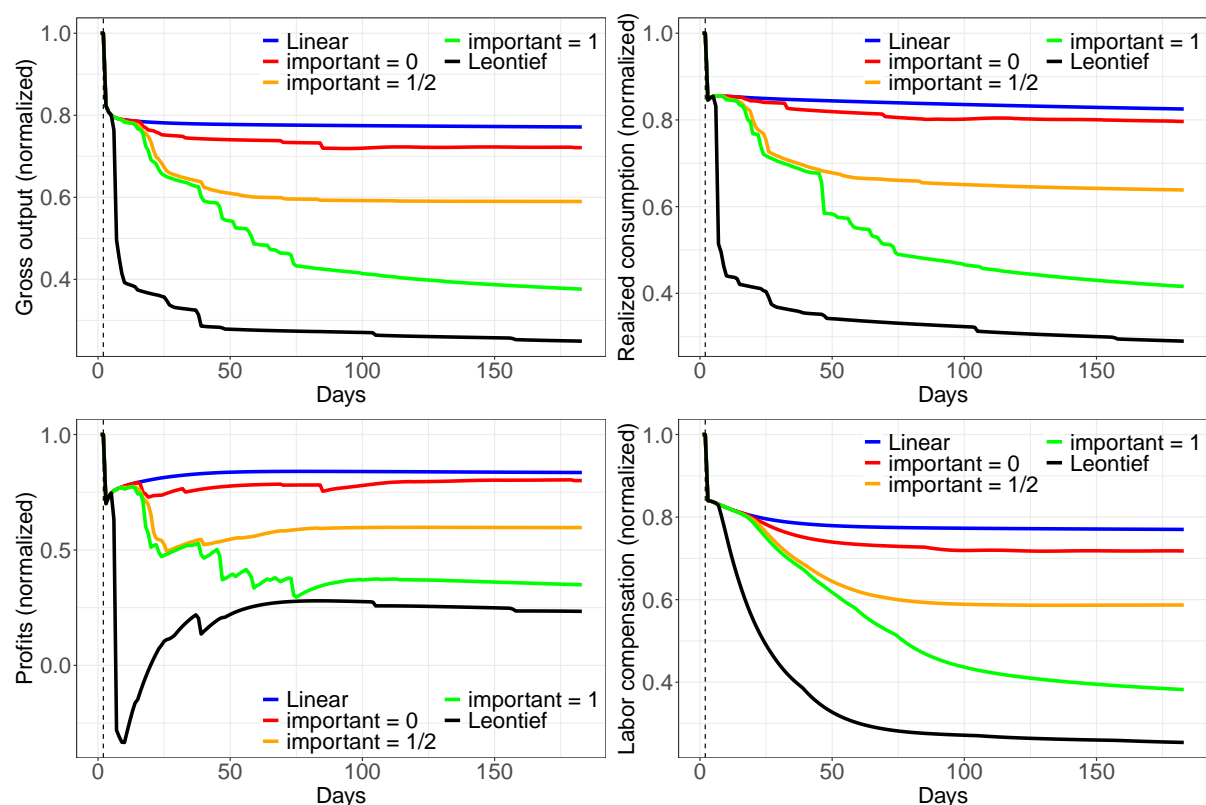 Gross output (normalized)
1.0
0.8
0.6
0.4
Linear
important = 0
important = 1/2
important = 1
Leontief
0
50
100
150
Days
Realized consumption (normalized)
1.0
0.8
0.6
0.4
Linear
important = 0
important = 1/2
important = 1
Leontief
0
50
100
150
Days
Profits (normalized)
1.0
0.5
0.0
Linear
important = 0
important = 1/2
important = 1
Leontief
0
50
100
150
Days
Labor compensation (normalized)
1.0
0.8
0.6
0.4
Linear
important = 0
important = 1/2
important = 1
Leontief
0
50
100
150
Days